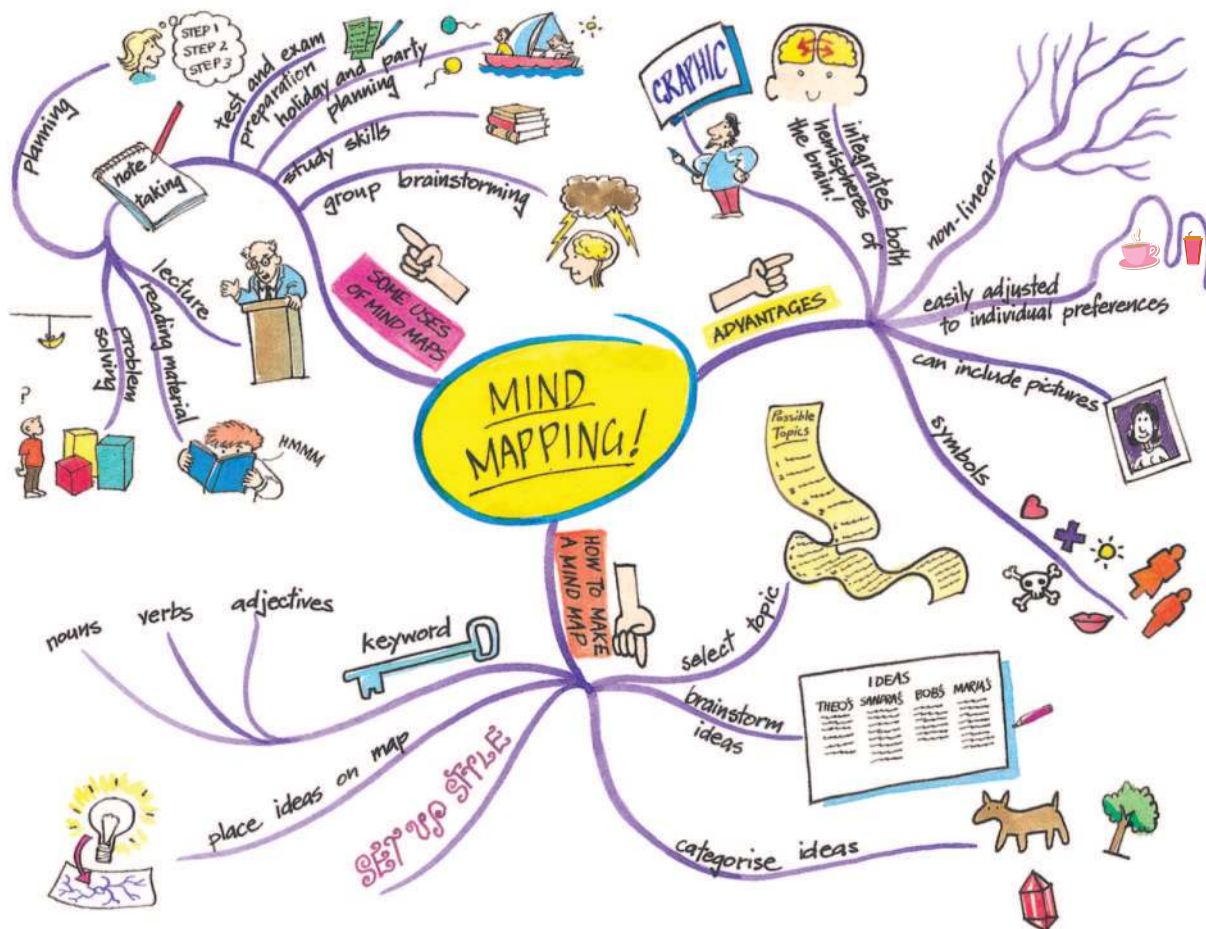 MIND
MAPPING!
SOME USES
OF MIND MAPS
planning
STEP 1
STEP 2
STEP 3
note
taking
test and exam
preparation
holiday and party
planning
study skills
group brainstorming
lecture
reading material
problem
solving
?
HMMM
ADVANTAGES
GRAPHIC
integrates both
hemispheres of
the brain!
non-linear
easily adjusted
to individual preferences
can include pictures
symbols
HOW TO MAKE
A MIND MAP
select topic
Possible
Topics
brainstorm
ideas
IDEAS
THEO'S SANDRA'S BOB'S MARIA'S
categorise ideas
SET UP STYLE
place ideas on map
keyword
nouns
verbs
adjectives